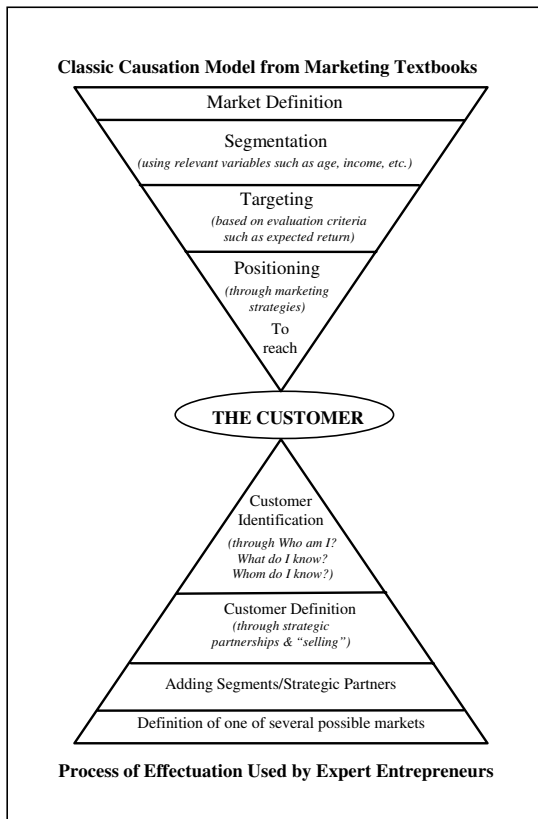 Classic Causation Model from Marketing Textbooks
Market Definition
Segmentation
(using relevant variables such as age, income, etc.)
Targeting
(based on evaluation criteria
such as expected return)
Positioning
(through marketing
strategies)
To
reach
THE CUSTOMER
Customer
Identification
(through Who am I?
What do I know?
Whom do I know?)
Customer Definition
(through strategic
partnerships & “selling”)
Adding Segments/Strategic Partners
Definition of one of several possible markets
Process of Effectuation Used by Expert Entrepreneurs